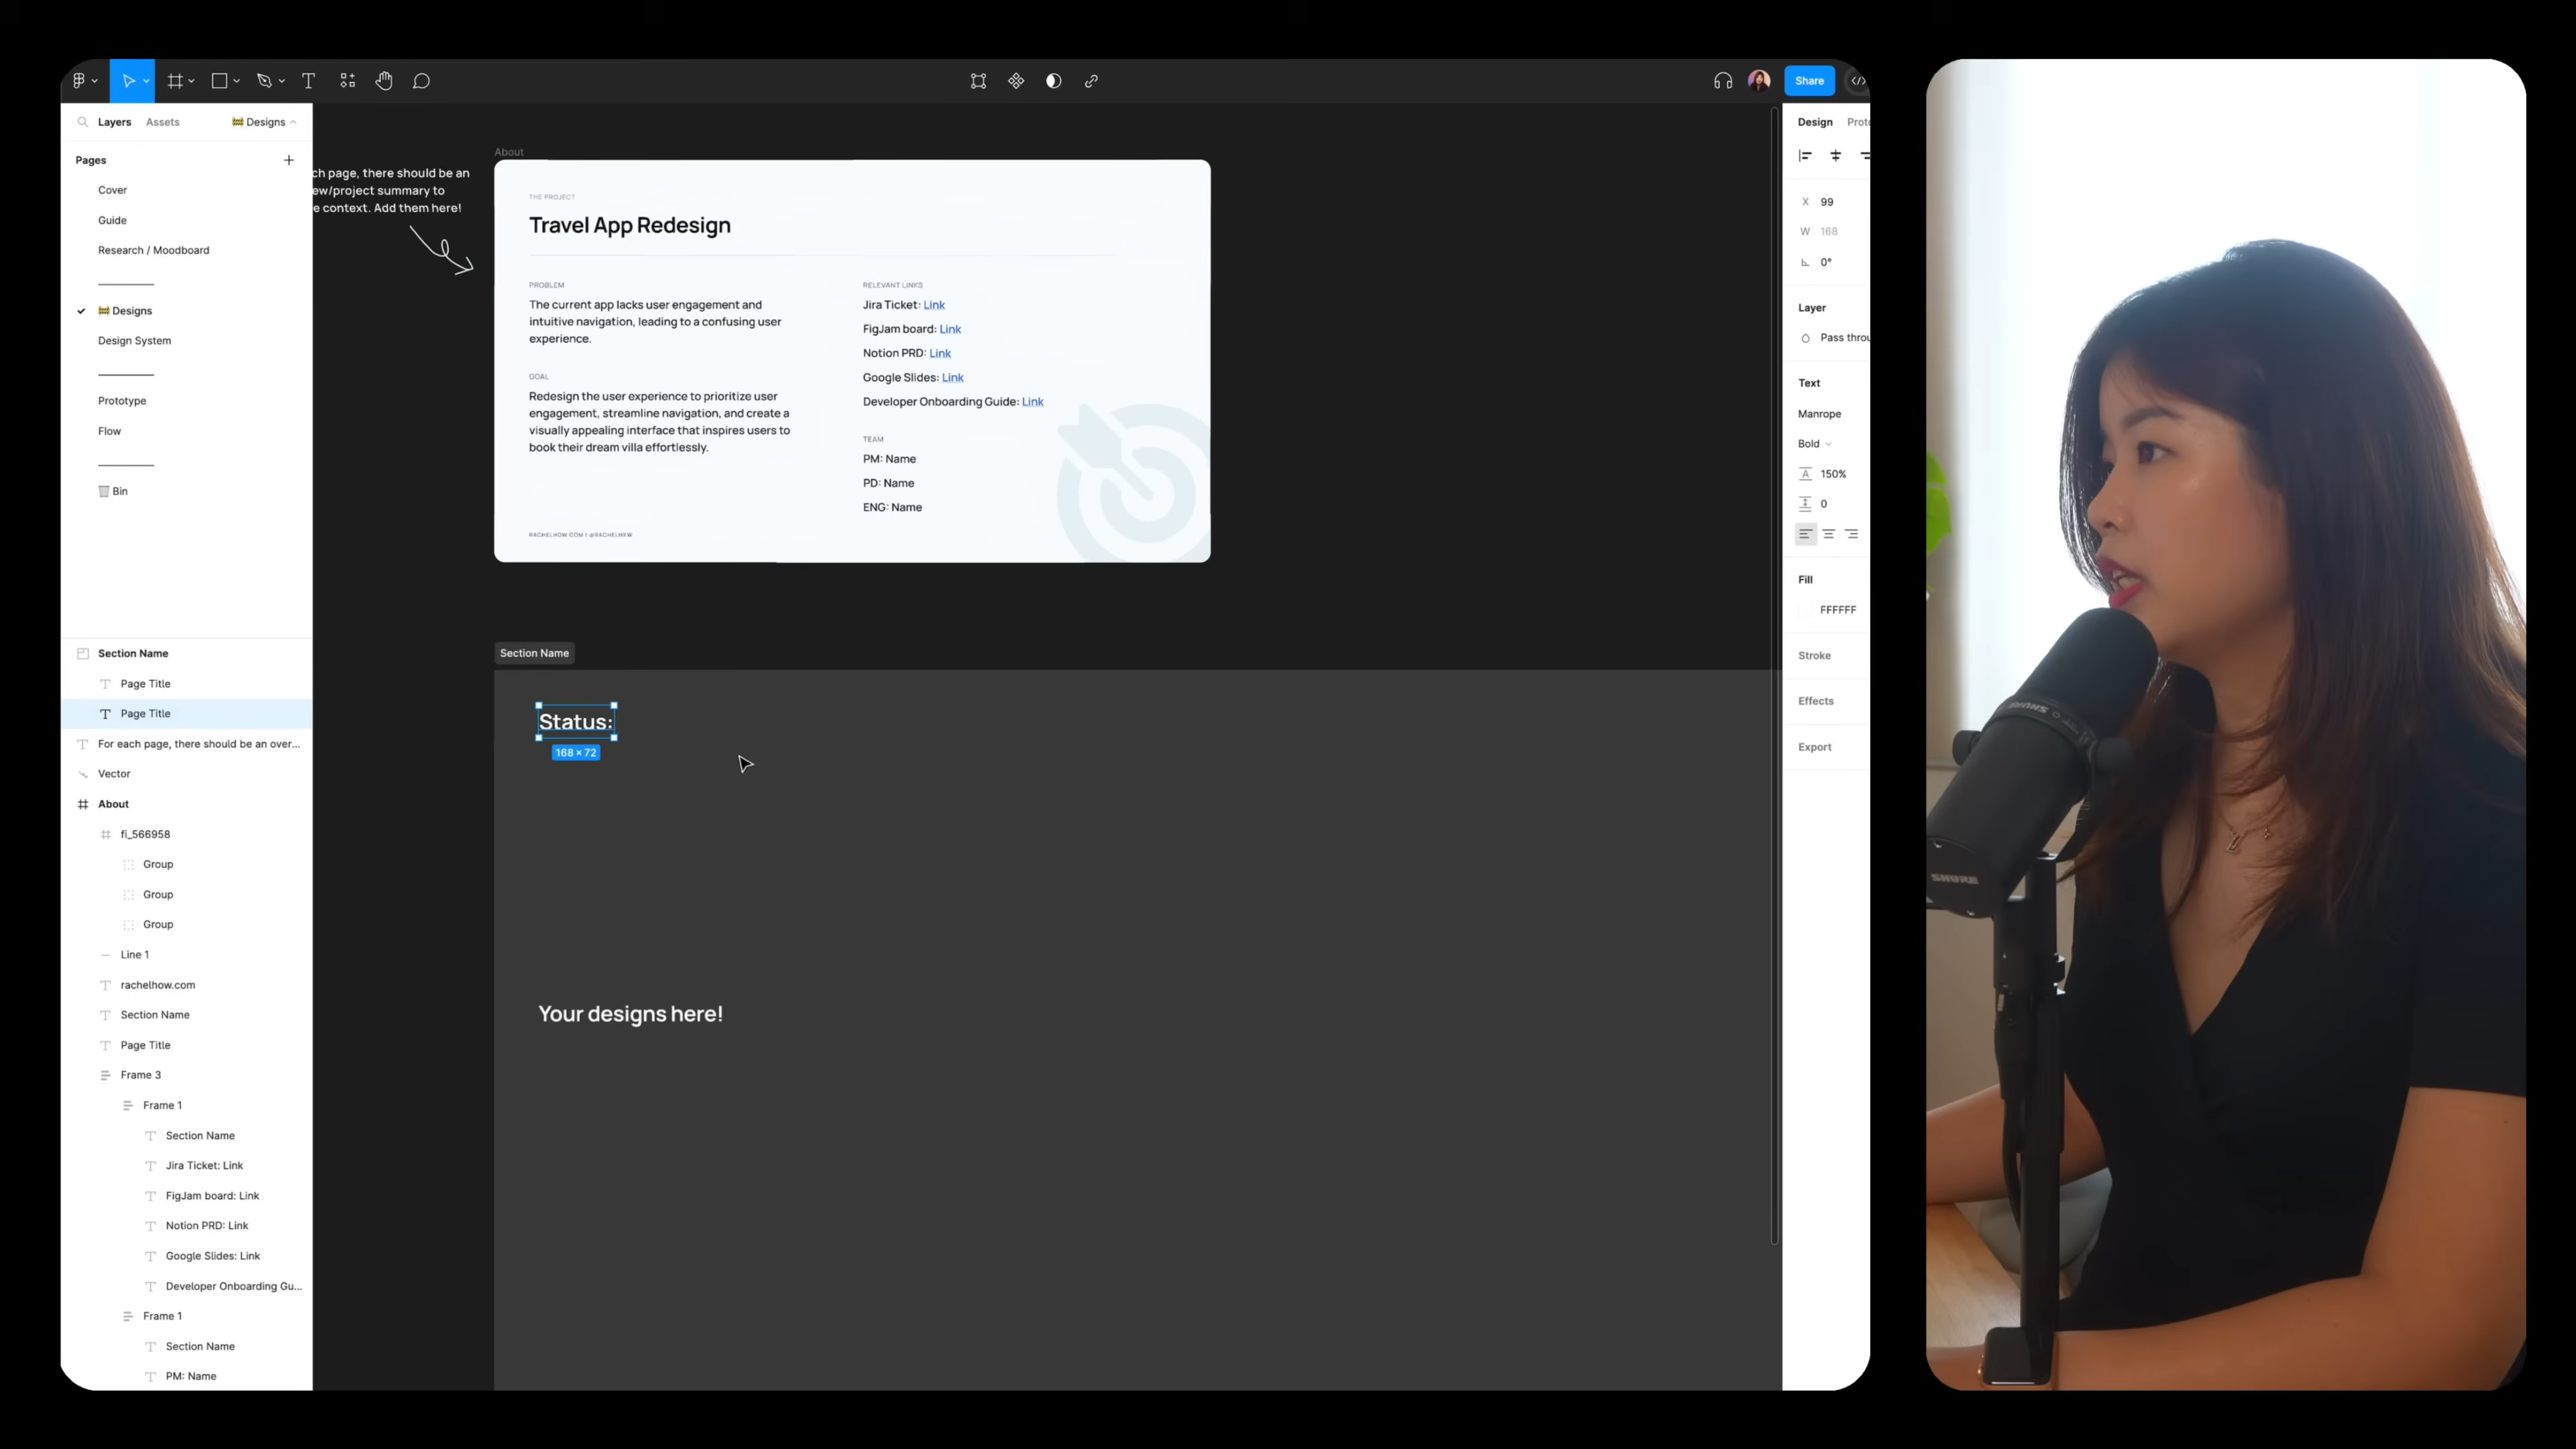 Share
Layers Assets 🚧 Designs
Pages
Cover
Guide
Research / Moodboard
🚧 Designs
Design System
Prototype
Flow
🗑 Bin
Section Name
Page Title
Page Title
For each page, there should be an over...
Vector
About
fi_566958
Group
Group
Group
Line 1
rachelhow.com
Section Name
Page Title
Frame 3
Frame 1
Section Name
Jira Ticket: Link
FigJam board: Link
Notion PRD: Link
Google Slides: Link
Developer Onboarding Gu...
Frame 1
Section Name
PM: Name
ch page, there should be an
ew/project summary to
e context. Add them here!
About
THE PROJECT
Travel App Redesign
PROBLEM
The current app lacks user engagement and
intuitive navigation, leading to a confusing user
experience.
GOAL
Redesign the user experience to prioritize user
engagement, streamline navigation, and create a
visually appealing interface that inspires users to
book their dream villa effortlessly.
RACHELHOW.COM | @RACHELHXW
RELEVANT LINKS
Jira Ticket: Link
FigJam board: Link
Notion PRD: Link
Google Slides: Link
Developer Onboarding Guide: Link
TEAM
PM: Name
PD: Name
ENG: Name
Section Name
Status:
168 × 72
Your designs here!
Design Proto
X 99
W 168
0°
Layer
Pass throu
Text
Manrope
Bold
150%
0
Fill
FFFFFF
Stroke
Effects
Export
SHURE
SHURE